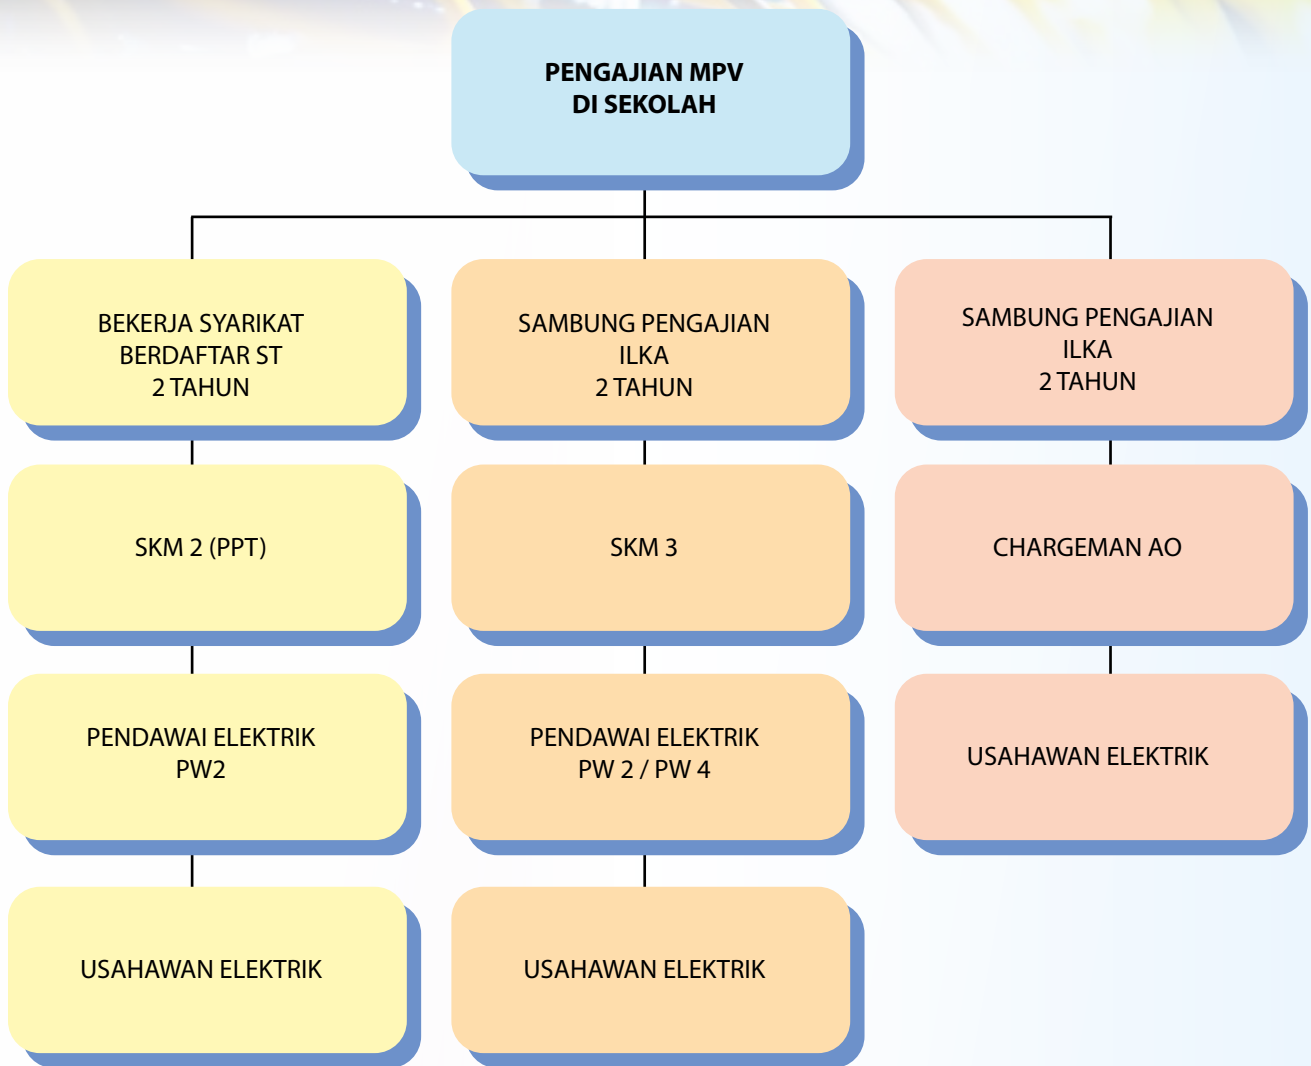 PENGAJIAN MPV
DI SEKOLAH
BEKERJA SYARIKAT
BERDAFTAR ST
2 TAHUN
SAMBUNG PENGAJIAN
ILKA
2 TAHUN
SAMBUNG PENGAJIAN
ILKA
2 TAHUN
SKM 2 (PPT)
SKM 3
CHARGEMAN AO
PENDAWAI ELEKTRIK
PW2
PENDAWAI ELEKTRIK
PW 2 / PW 4
USAHAWAN ELEKTRIK
USAHAWAN ELEKTRIK
USAHAWAN ELEKTRIK